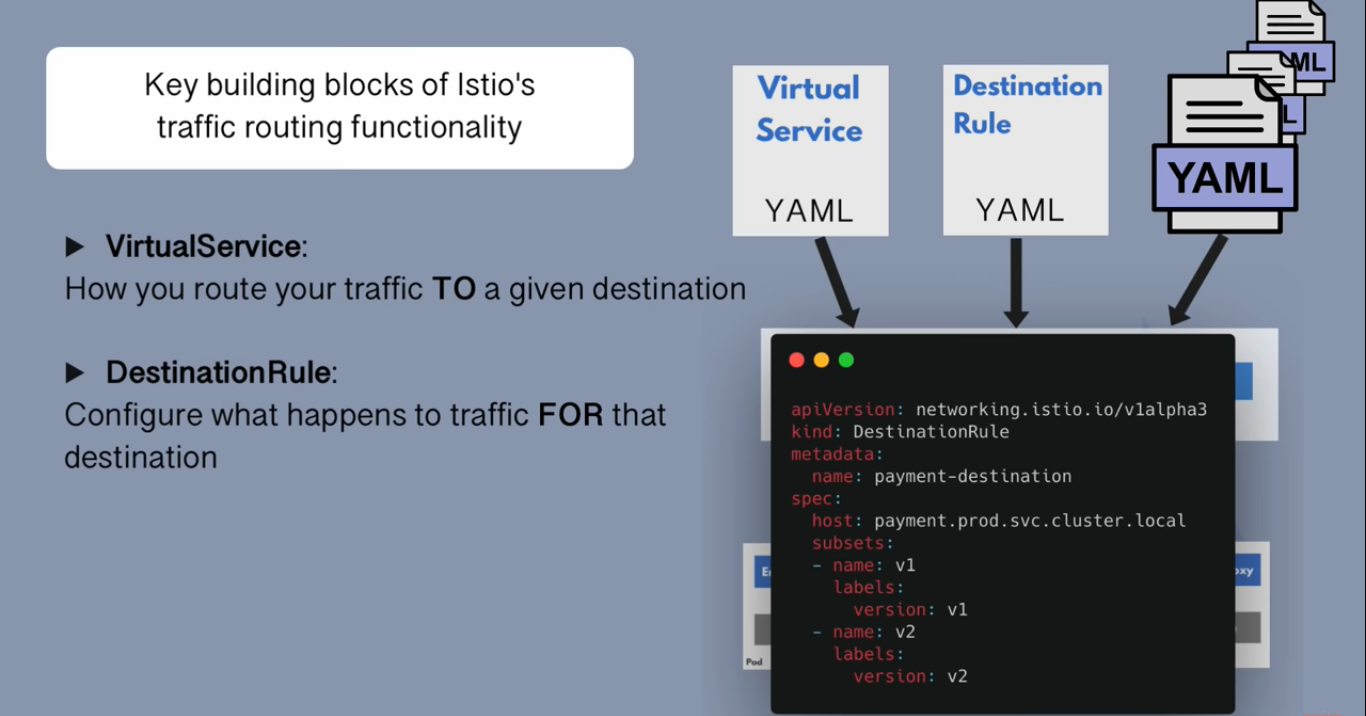 Key building blocks of Istio's
traffic routing functionality
▶ VirtualService:
How you route your traffic TO a given destination
▶ DestinationRule:
Configure what happens to traffic FOR that
destination
Virtual
Service
YAML
Destination
Rule
YAML
YAML
apiVersion: networking.istio.io/v1alpha3
kind: DestinationRule
metadata:
  name: payment-destination
spec:
  host: payment.prod.svc.cluster.local
  subsets:
  - name: v1
    labels:
      version: v1
  - name: v2
    labels:
      version: v2
Pod